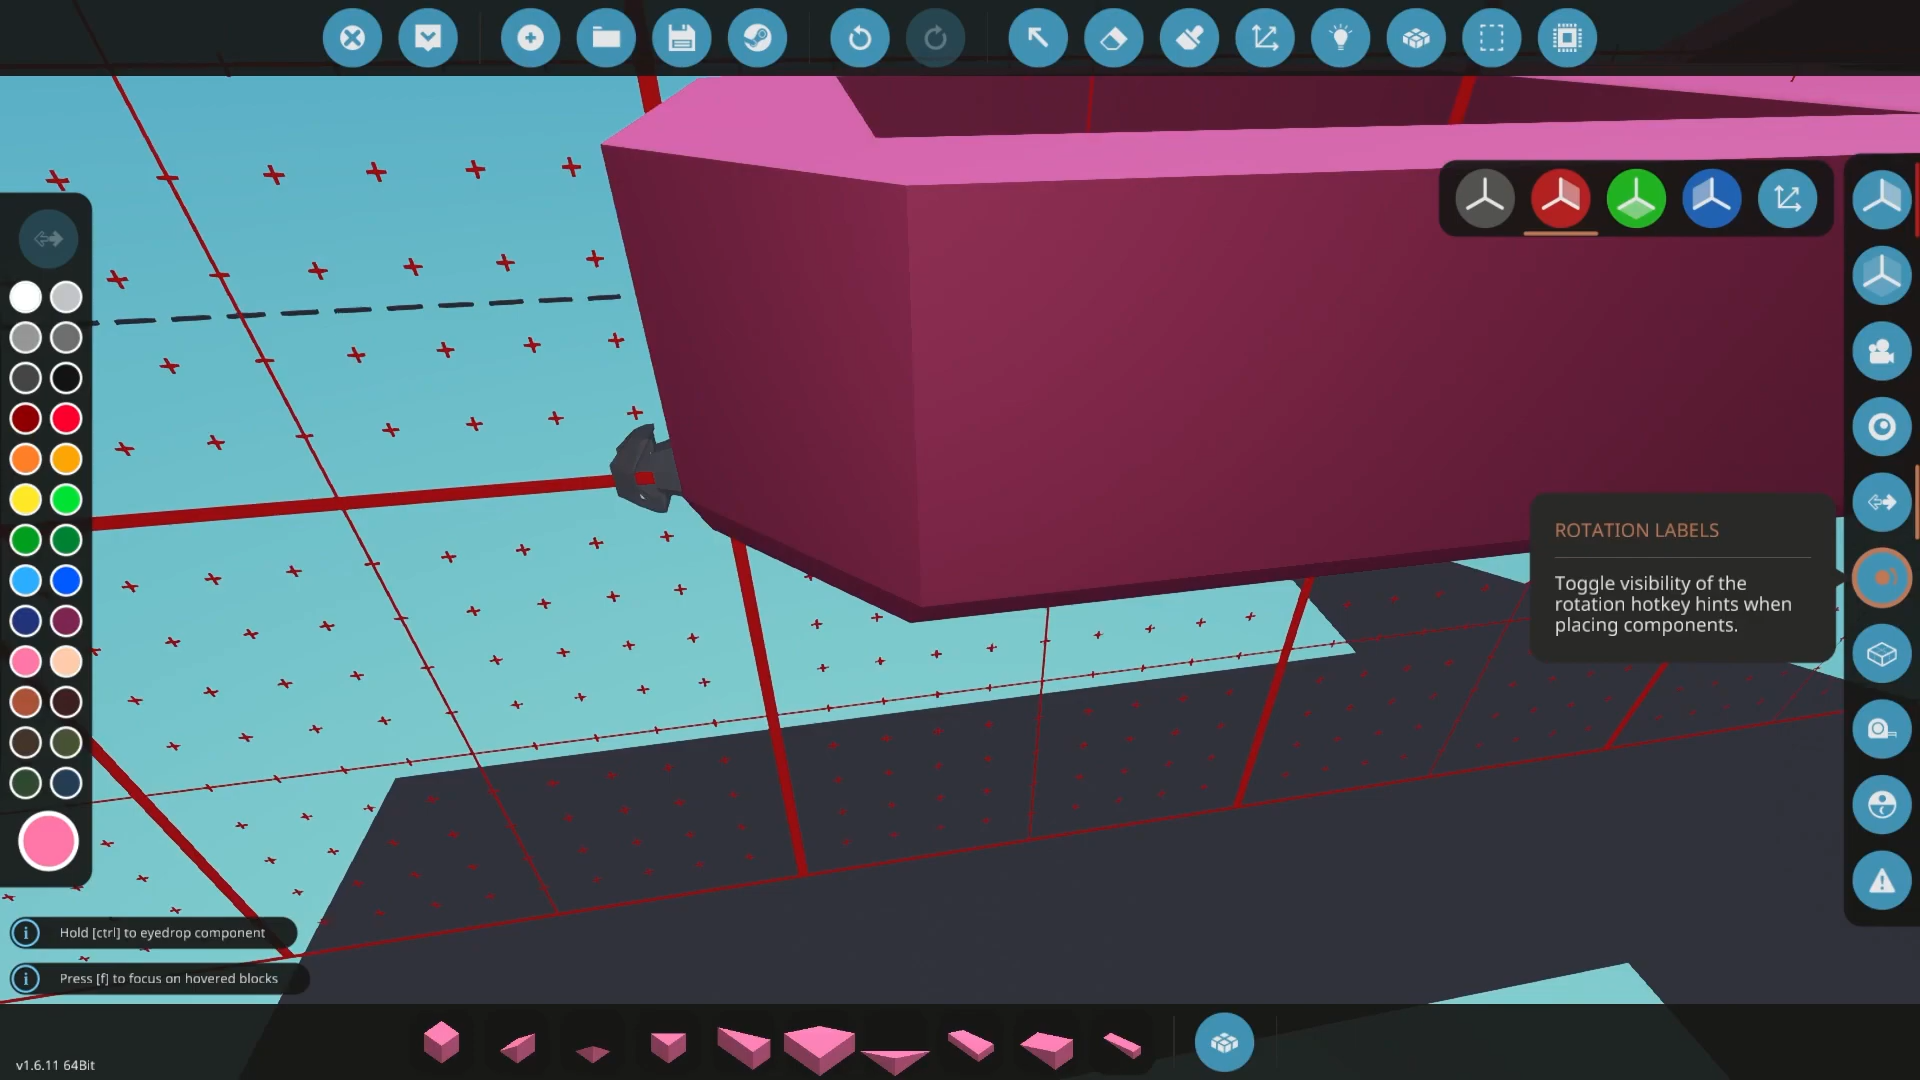 ROTATION LABELS
Toggle visibility of the
rotation hotkey hints when
placing components.
Hold [ctrl] to eyedrop component
Press [f] to focus on hovered blocks
v1.6.11 64Bit